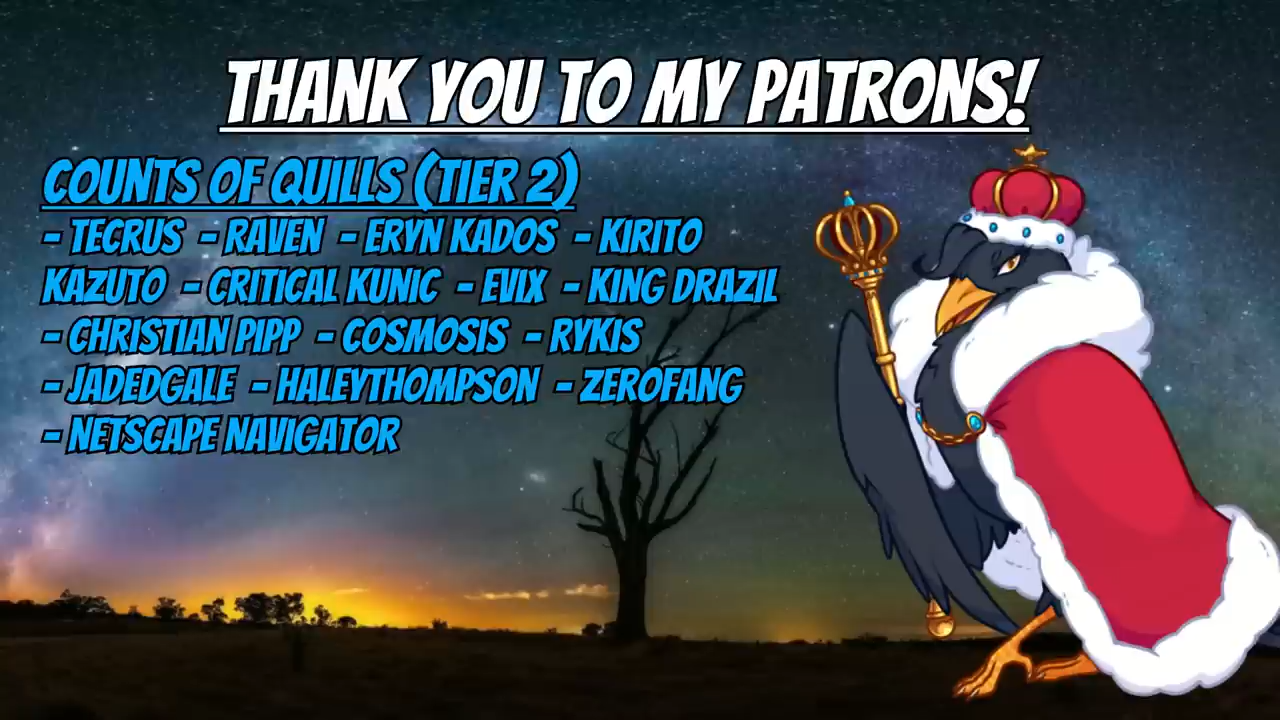 THANK YOU TO MY PATRONS!
COUNTS OF QUILLS (TIER 2)
- TECRUS - RAVEN - ERYN KADOS - KIRITO
KAZUTO - CRITICAL KUNIC - EVIX - KING DRAZIL
- CHRISTIAN PIPP - COSMOSIS - RYKIS
- JADEDGALE - HALEYTHOMPSON - ZEROFANG
- NETSCAPE NAVIGATOR